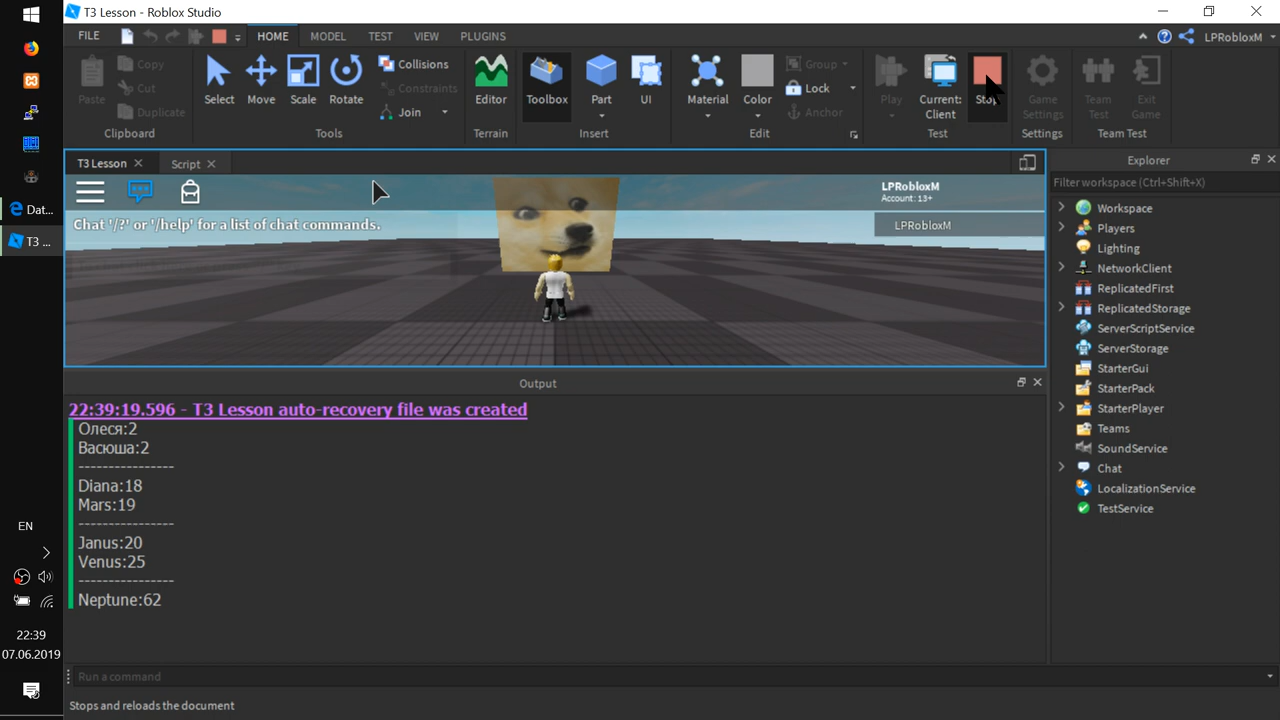 T3 Lesson - Roblox Studio
FILE
HOME
MODEL
TEST
VIEW
PLUGINS
LPRobloxM
Paste
Copy
Cut
Duplicate
Clipboard
Select
Move
Scale
Rotate
Collisions
Constraints
Join
Tools
Editor
Terrain
Toolbox
Part
UI
Insert
Material
Color
Group
Lock
Anchor
Edit
Play
Current:
Client
Stop
Test
Game
Settings
Settings
Team
Test
Exit
Game
Team Test
T3 Lesson
Script
Explorer
Filter workspace (Ctrl+Shift+X)
LPRobloxM
Account: 13+
Chat '/?' or '/help' for a list of chat commands.
LPRobloxM
Workspace
Players
Lighting
NetworkClient
ReplicatedFirst
ReplicatedStorage
ServerScriptService
ServerStorage
StarterGui
StarterPack
StarterPlayer
Teams
SoundService
Chat
LocalizationService
TestService
Output
22:39:19.596 - T3 Lesson auto-recovery file was created
Олеся:2
Васюша:2
----------------
Diana:18
Mars:19
----------------
Janus:20
Venus:25
----------------
Neptune:62
Run a command
Stops and reloads the document
Dat...
T3 ...
EN
22:39
07.06.2019